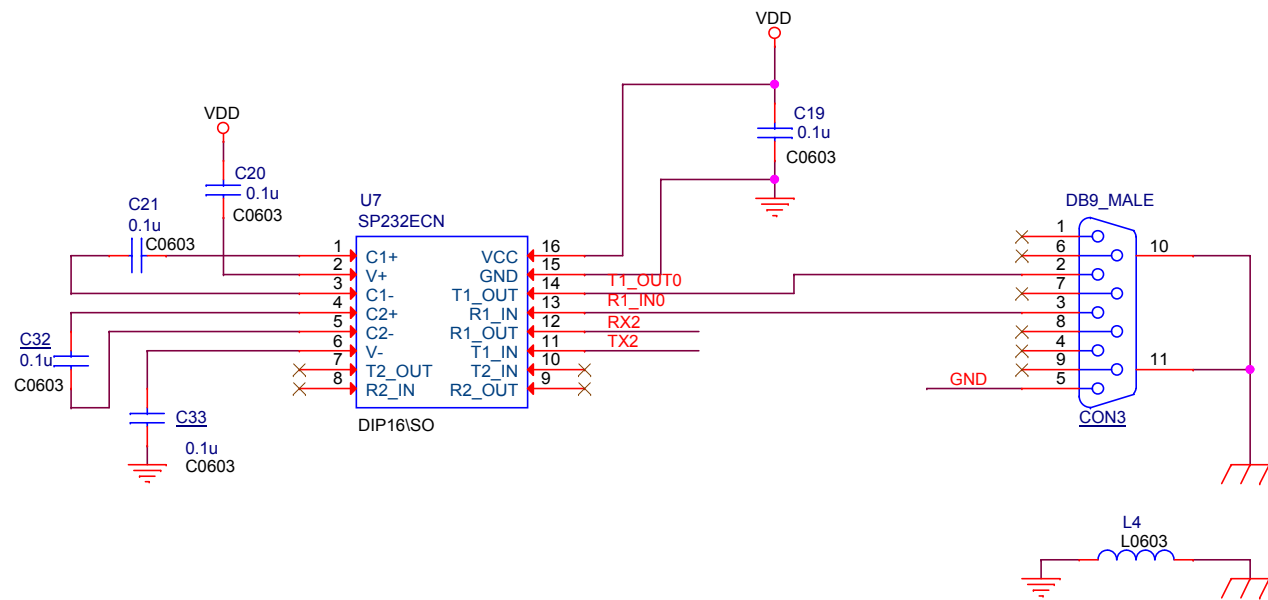 VDD
C19
0.1u
C0603
VDD
C20
0.1u
C0603
C21
0.1u
C0603
U7
SP232ECN
1 C1+
2 V+
3 C1-
4 C2+
5 C2-
6 V-
7 T2_OUT
8 R2_IN
VCC 16
GND 15
T1_OUT 14
R1_IN 13
R1_OUT 12
T1_IN 11
T2_IN 10
R2_OUT 9
DIP16\SO
T1_OUT0
R1_IN0
RX2
TX2
C32
0.1u
C0603
C33
0.1u
C0603
DB9_MALE
1
6
2
7
3
8
4
9
5
10
11
GND
CON3
L4
L0603